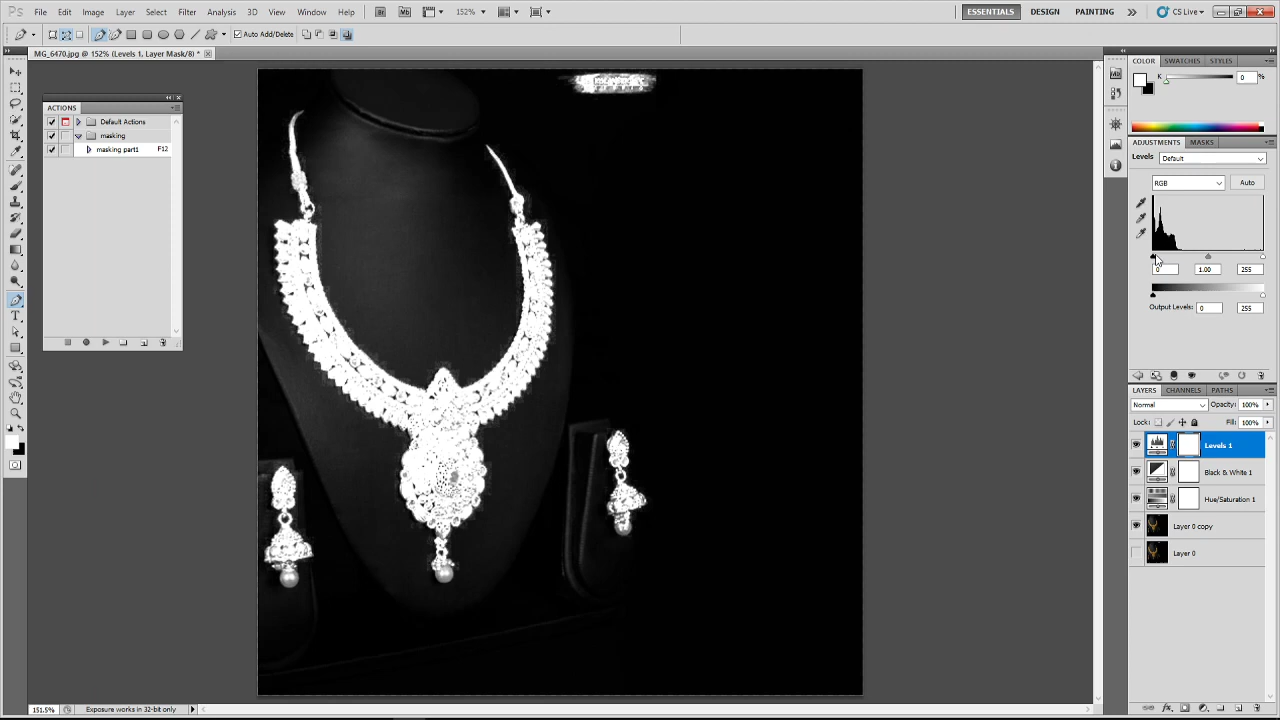 Ps File Edit Image Layer Select Filter Analysis 3D View Window Help Br Mb 152% ESSENTIALS DESIGN PAINTING CS Live
Auto Add/Delete
MG_6470.jpg @ 152% (Levels 1, Layer Mask/8) *
COLOR SWATCHES STYLES
K 0 %
ACTIONS
Default Actions
masking
masking part1 F12
ADJUSTMENTS MASKS
Levels Default
RGB Auto
0 1.00 255
Output Levels: 0 255
LAYERS CHANNELS PATHS
Normal Opacity: 100%
Lock: Fill: 100%
Levels 1
Black & White 1
Hue/Saturation 1
Layer 0 copy
Layer 0
151.5% Exposure works in 32-bit only